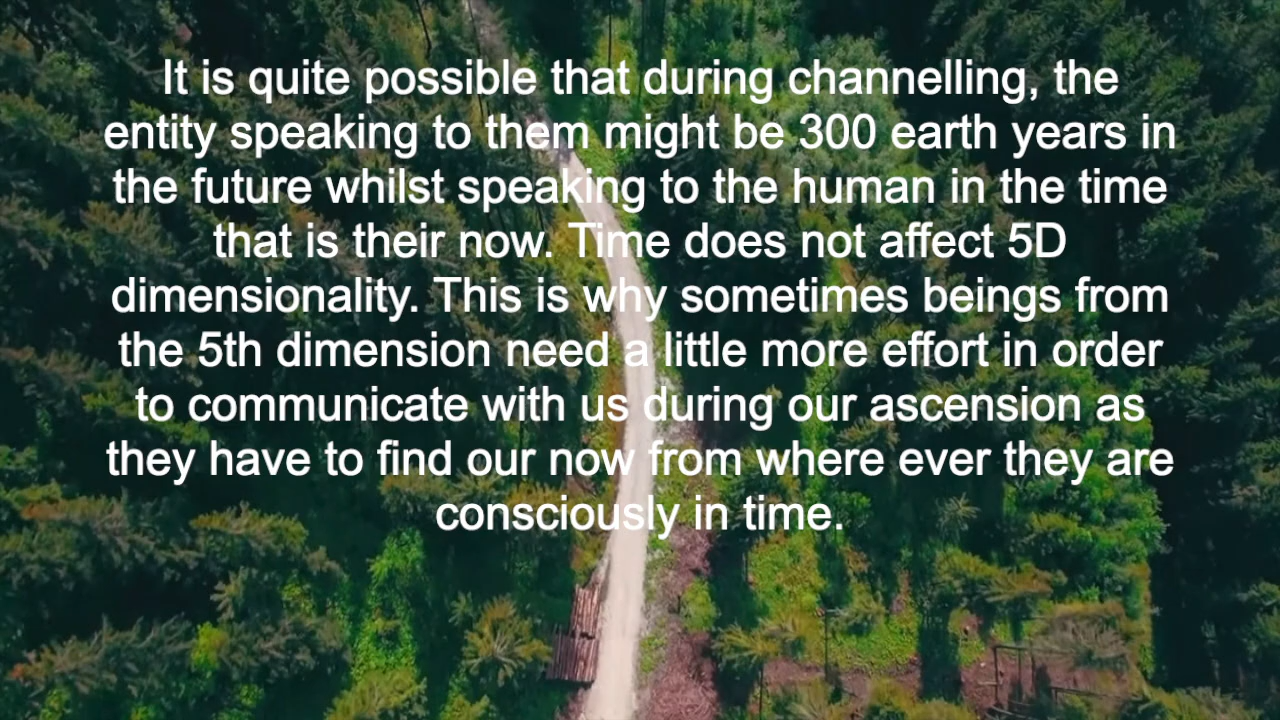 It is quite possible that during channelling, the
entity speaking to them might be 300 earth years in
the future whilst speaking to the human in the time
that is their now. Time does not affect 5D
dimensionality. This is why sometimes beings from
the 5th dimension need a little more effort in order
to communicate with us during our ascension as
they have to find our now from where ever they are
consciously in time.